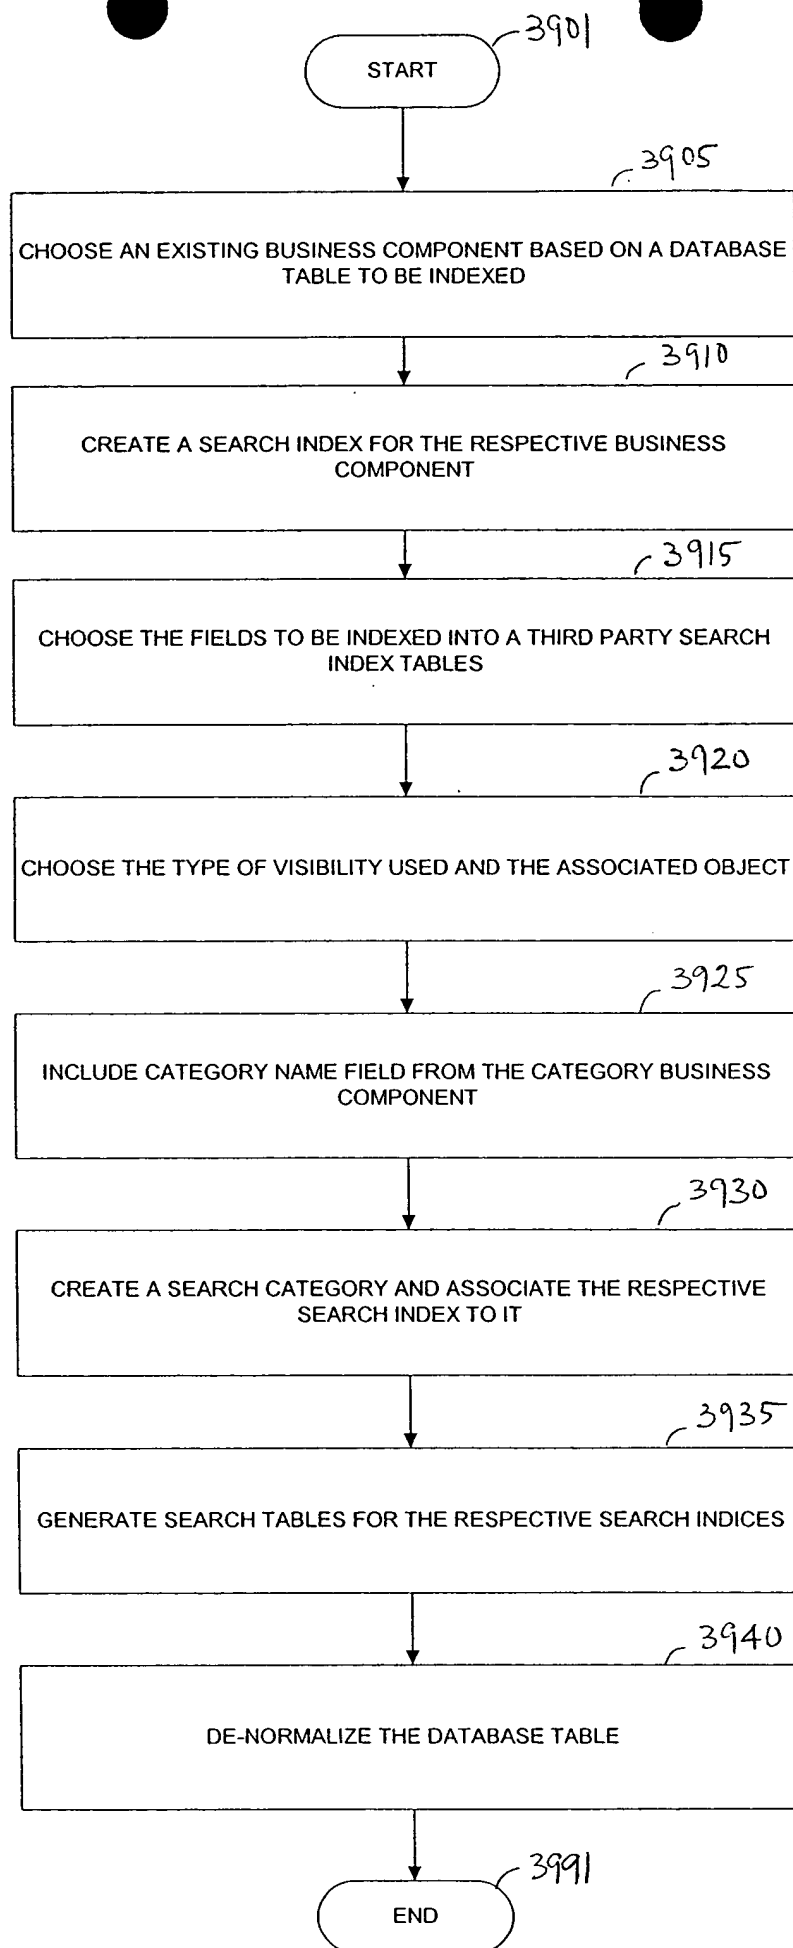 3901
START
3905
CHOOSE AN EXISTING BUSINESS COMPONENT BASED ON A DATABASE
TABLE TO BE INDEXED
3910
CREATE A SEARCH INDEX FOR THE RESPECTIVE BUSINESS
COMPONENT
3915
CHOOSE THE FIELDS TO BE INDEXED INTO A THIRD PARTY SEARCH
INDEX TABLES
3920
CHOOSE THE TYPE OF VISIBILITY USED AND THE ASSOCIATED OBJECT
3925
INCLUDE CATEGORY NAME FIELD FROM THE CATEGORY BUSINESS
COMPONENT
3930
CREATE A SEARCH CATEGORY AND ASSOCIATE THE RESPECTIVE
SEARCH INDEX TO IT
3935
GENERATE SEARCH TABLES FOR THE RESPECTIVE SEARCH INDICES
3940
DE-NORMALIZE THE DATABASE TABLE
3991
END